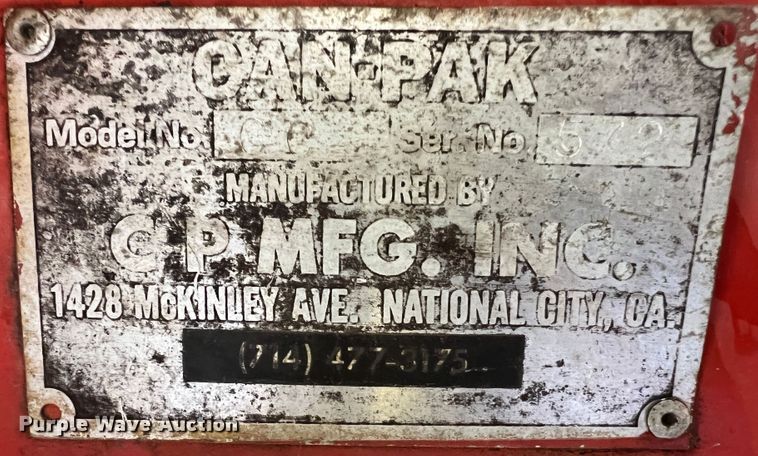 CAN-PAK
Model No. Ser. No. 572
MANUFACTURED BY
C P MFG. INC.
1428 McKINLEY AVE. NATIONAL CITY, CA.
(714) 477-3175
Purple Wave Auction